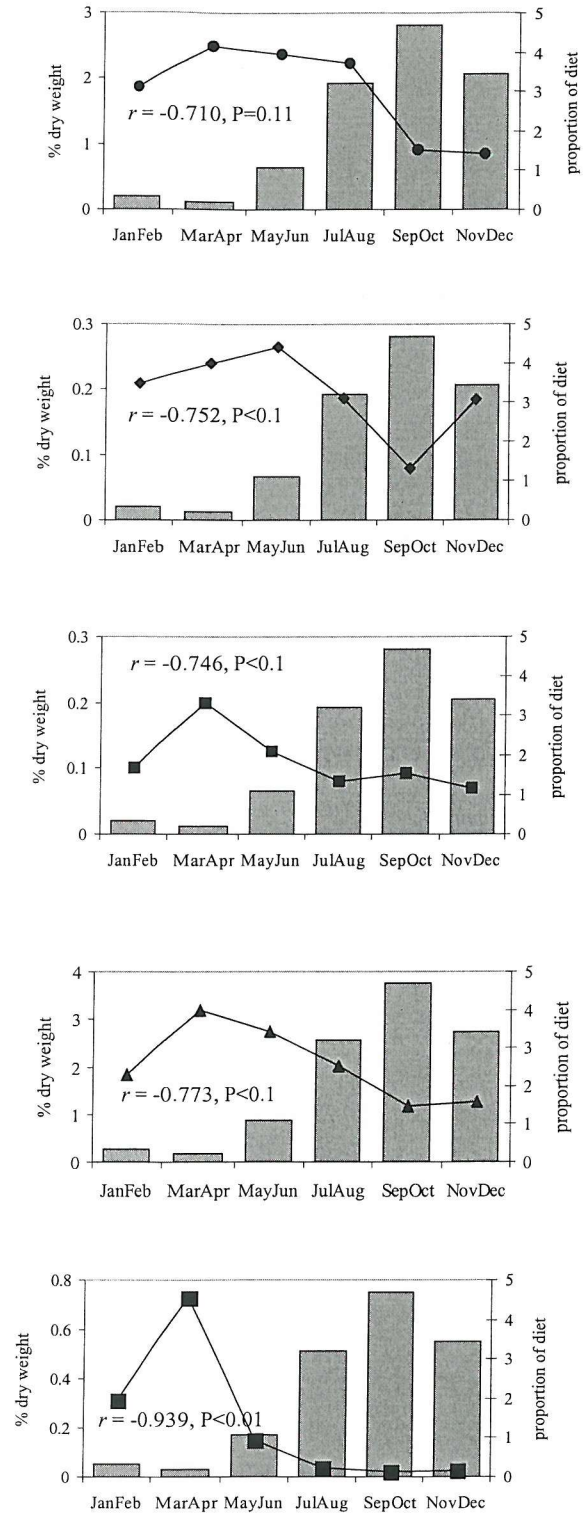 3
2
1
0
% dry weight
r = -0.710, P=0.11
5
4
3
2
1
0
proportion of diet
JanFeb MarApr MayJun JulAug SepOct NovDec
0.3
0.2
0.1
0
% dry weight
r = -0.752, P<0.1
5
4
3
2
1
0
proportion of diet
JanFeb MarApr MayJun JulAug SepOct NovDec
0.3
0.2
0.1
0
% dry weight
r = -0.746, P<0.1
5
4
3
2
1
0
proportion of diet
JanFeb MarApr MayJun JulAug SepOct NovDec
4
3
2
1
0
% dry weight
r = -0.773, P<0.1
5
4
3
2
1
0
proportion of diet
JanFeb MarApr MayJun JulAug SepOct NovDec
0.8
0.6
0.4
0.2
0
% dry weight
r = -0.939, P<0.01
5
4
3
2
1
0
proportion of diet
JanFeb MarApr MayJun JulAug SepOct NovDec